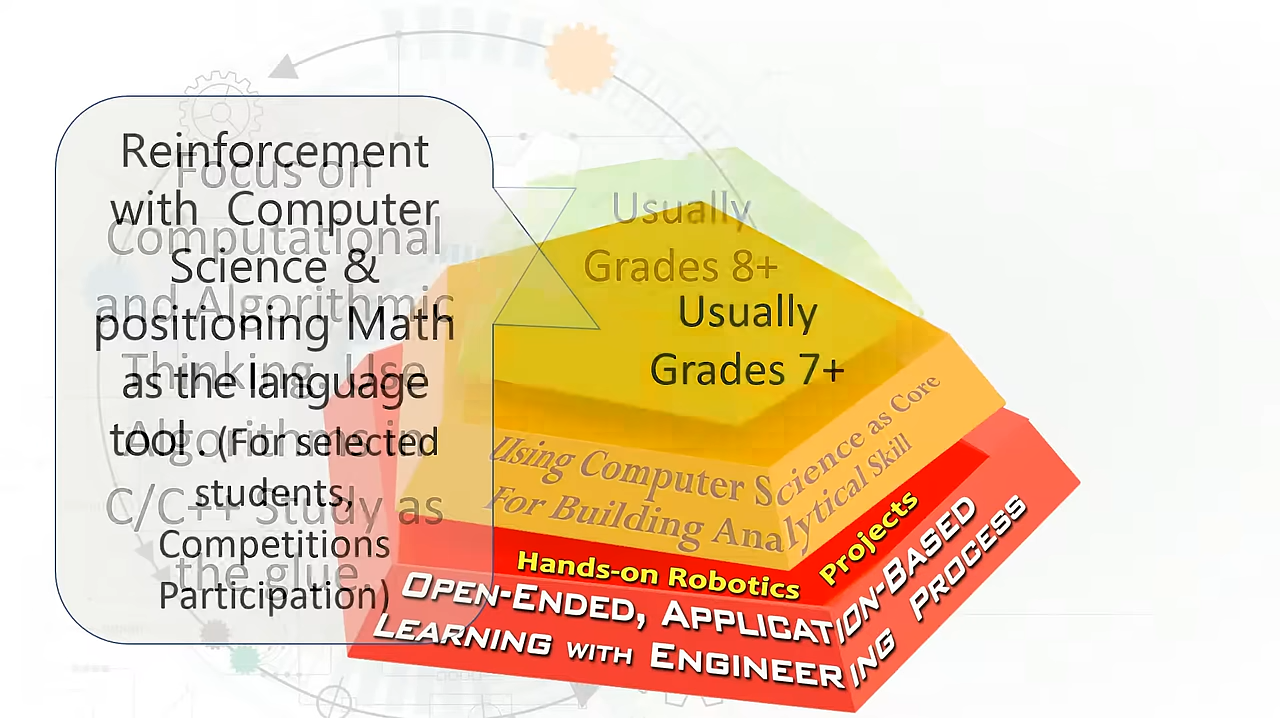 Reinforcement
with Computer
Science &
positioning Math
as the language
tool . (For selected
students,
Competitions
Participation)
Focus on
Computational
and Algorithmic
Thinking. Use
Algorithms in
C/C++ Study as
the glue.
Usually
Grades 8+
Usually
Grades 7+
Using Computer Science as Core
For Building Analytical Skill
Hands-on Robotics Projects
OPEN-ENDED, APPLICATION-BASED
LEARNING WITH ENGINEERING PROCESS